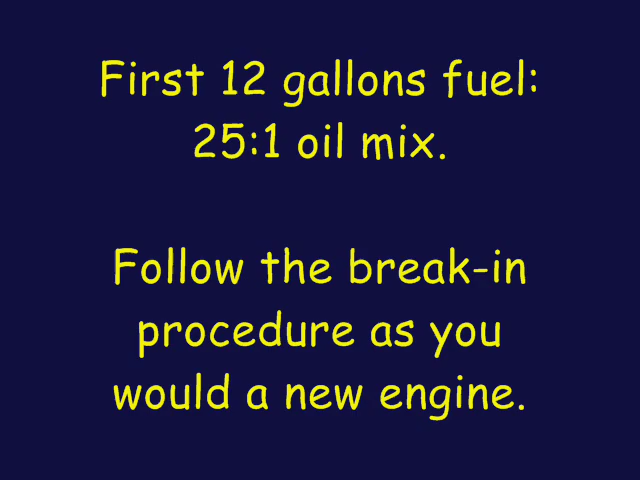 First 12 gallons fuel:
25:1 oil mix.
Follow the break-in
procedure as you
would a new engine.